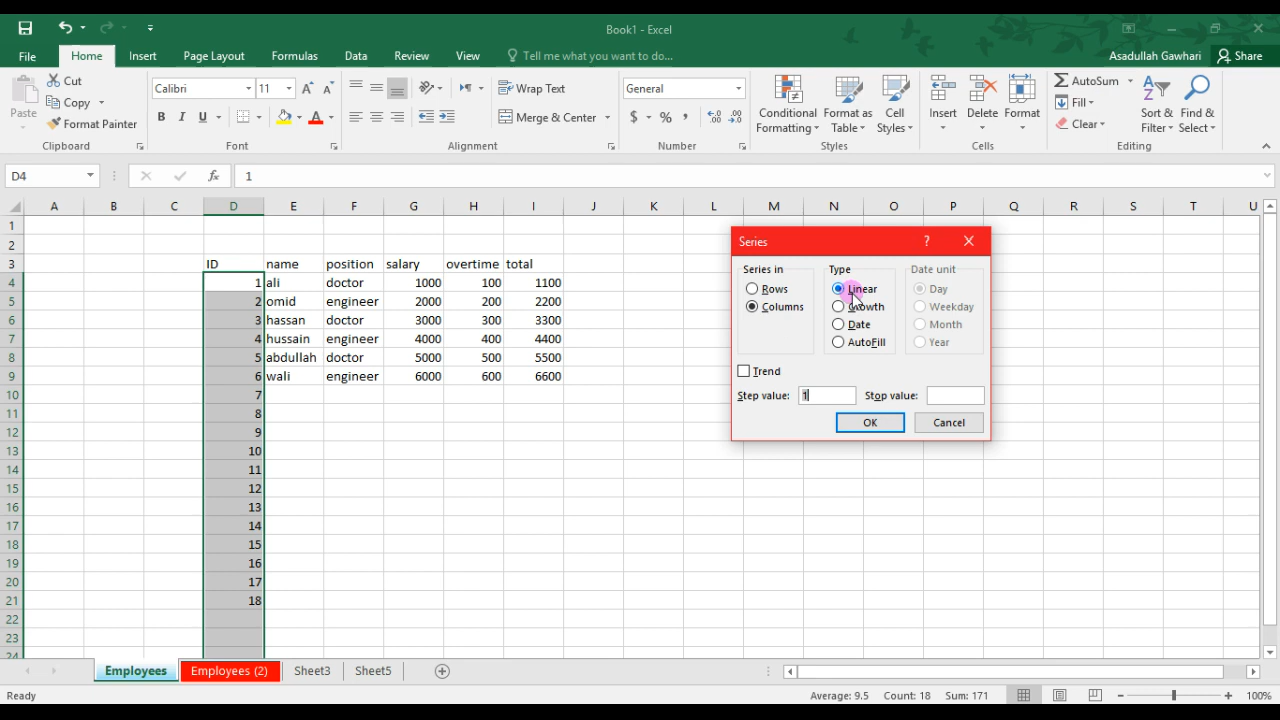 Book1 - Excel
File Home Insert Page Layout Formulas Data Review View Tell me what you want to do... Asadullah Gawhari Share
Paste Cut Copy Format Painter Clipboard
Calibri 11 B I U A Font
Wrap Text Merge & Center Alignment
General $ % , Number
Conditional Formatting Format as Table Cell Styles Styles
Insert Delete Format Cells
AutoSum Fill Clear Sort & Filter Find & Select Editing
D4 fx 1
A B C D E F G H I J K L M N O P Q R S T U
1
2
3 ID name position salary overtime total
4 1 ali doctor 1000 100 1100
5 2 omid engineer 2000 200 2200
6 3 hassan doctor 3000 300 3300
7 4 hussain engineer 4000 400 4400
8 5 abdullah doctor 5000 500 5500
9 6 wali engineer 6000 600 6600
10 7
11 8
12 9
13 10
14 11
15 12
16 13
17 14
18 15
19 16
20 17
21 18
22
23
24
Series ?
Series in Type Date unit
Rows Linear Day
Columns Growth Weekday
Date Month
AutoFill Year
Trend
Step value: 1 Stop value:
OK Cancel
Employees Employees (2) Sheet3 Sheet5
Ready Average: 9.5 Count: 18 Sum: 171 100%